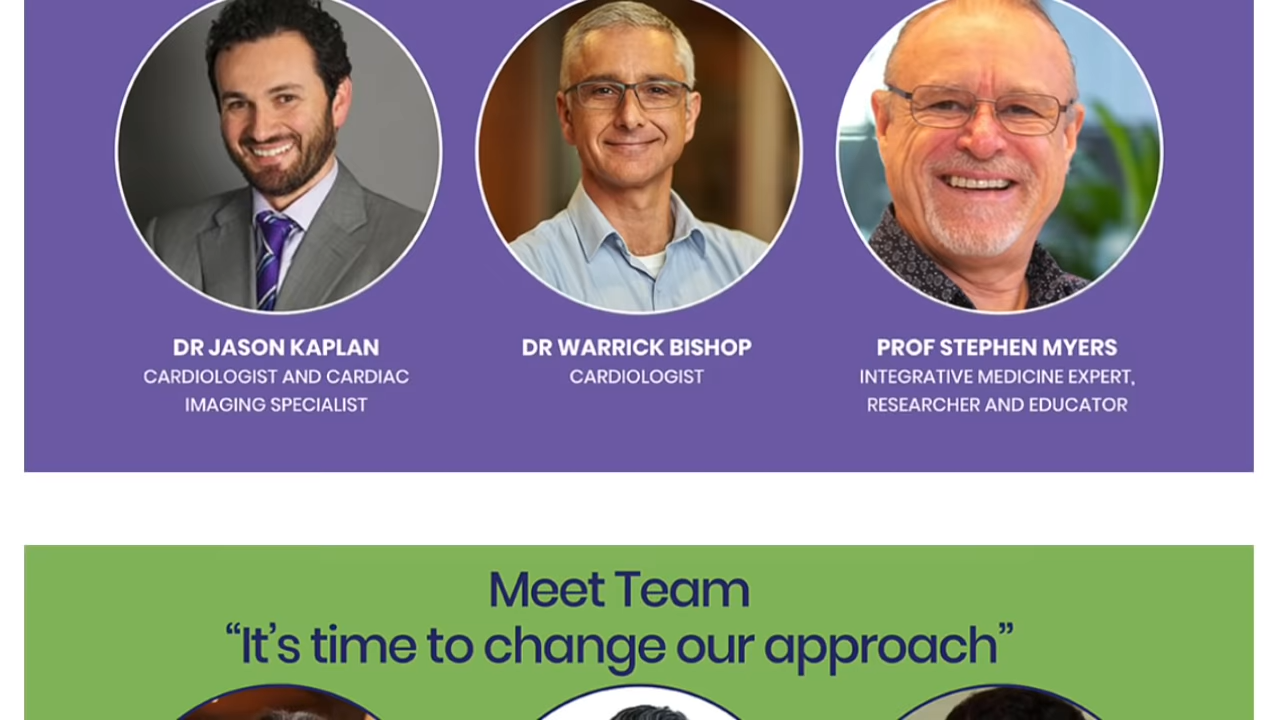 DR JASON KAPLAN
CARDIOLOGIST AND CARDIAC
IMAGING SPECIALIST
DR WARRICK BISHOP
CARDIOLOGIST
PROF STEPHEN MYERS
INTEGRATIVE MEDICINE EXPERT,
RESEARCHER AND EDUCATOR
Meet Team
“It’s time to change our approach”